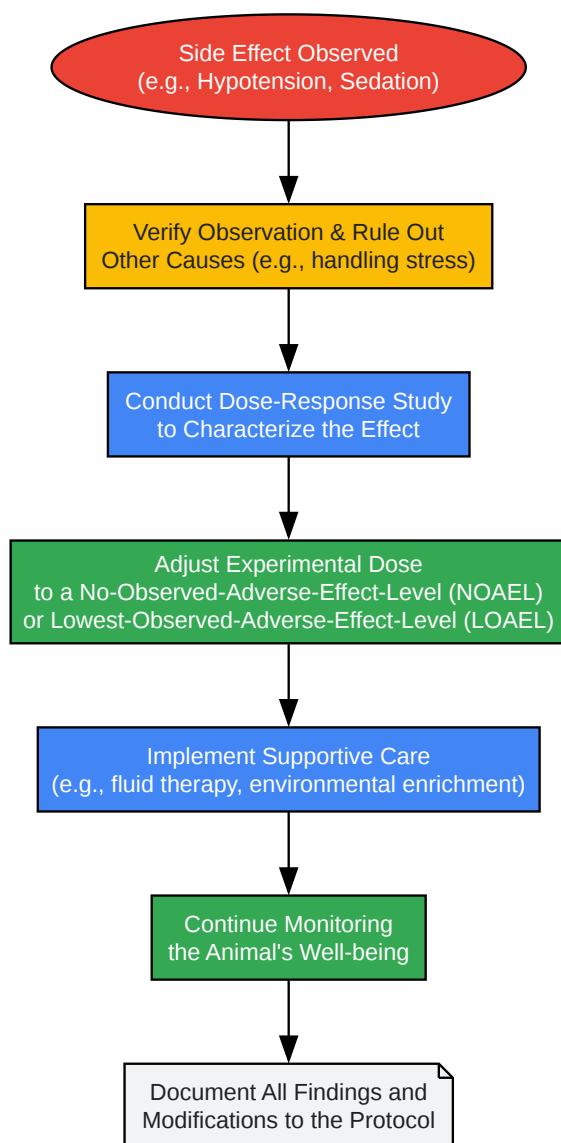 Side Effect Observed
(e.g., Hypotension, Sedation)
Verify Observation & Rule Out
Other Causes (e.g., handling stress)
Conduct Dose-Response Study
to Characterize the Effect
Adjust Experimental Dose
to a No-Observed-Adverse-Effect-Level (NOAEL)
or Lowest-Observed-Adverse-Effect-Level (LOAEL)
Implement Supportive Care
(e.g., fluid therapy, environmental enrichment)
Continue Monitoring
the Animal's Well-being
Document All Findings and
Modifications to the Protocol